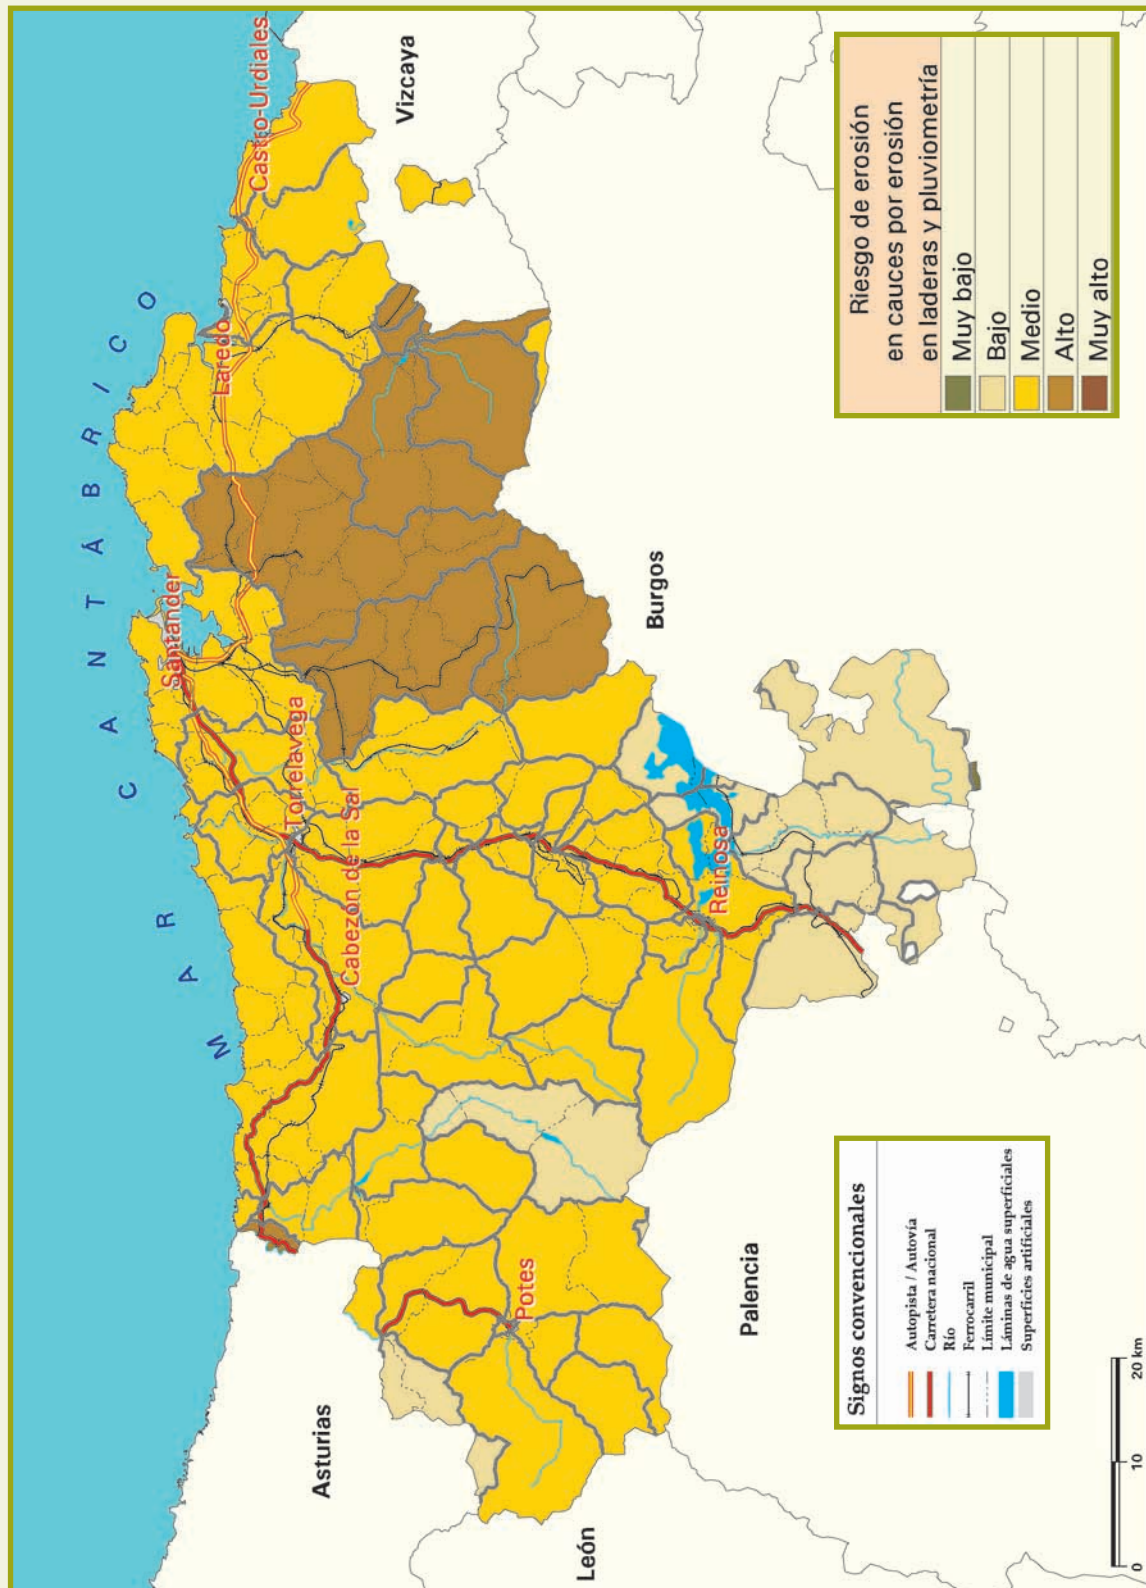 MAR CANTÁBRICO
Castro-Urdiales
Laredo
Santander
Torrelavega
Cabezón de la Sal
Reinosa
Potes
Vizcaya
Burgos
Palencia
Asturias
León
Riesgo de erosión
en cauces por erosión
en laderas y pluviometría
Muy bajo
Bajo
Medio
Alto
Muy alto
Signos convencionales
Autopista / Autovía
Carretera nacional
Río
Ferrocarril
Límite municipal
Láminas de agua superficiales
Superficies artificiales
0 10 20 km